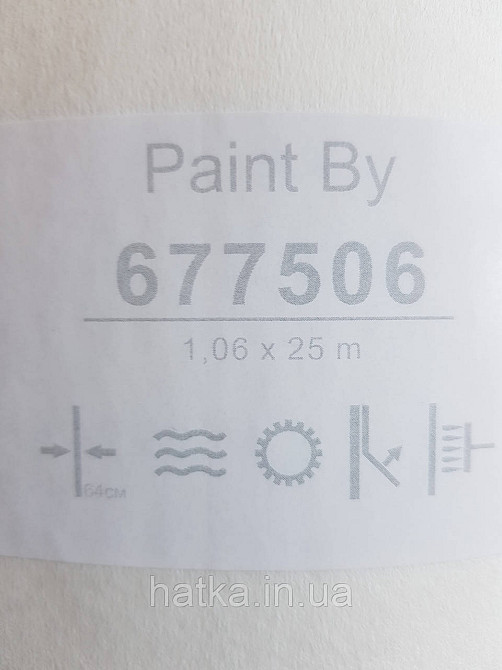 Paint By
677506
1,06 x 25 m
64см
hatka.in.ua